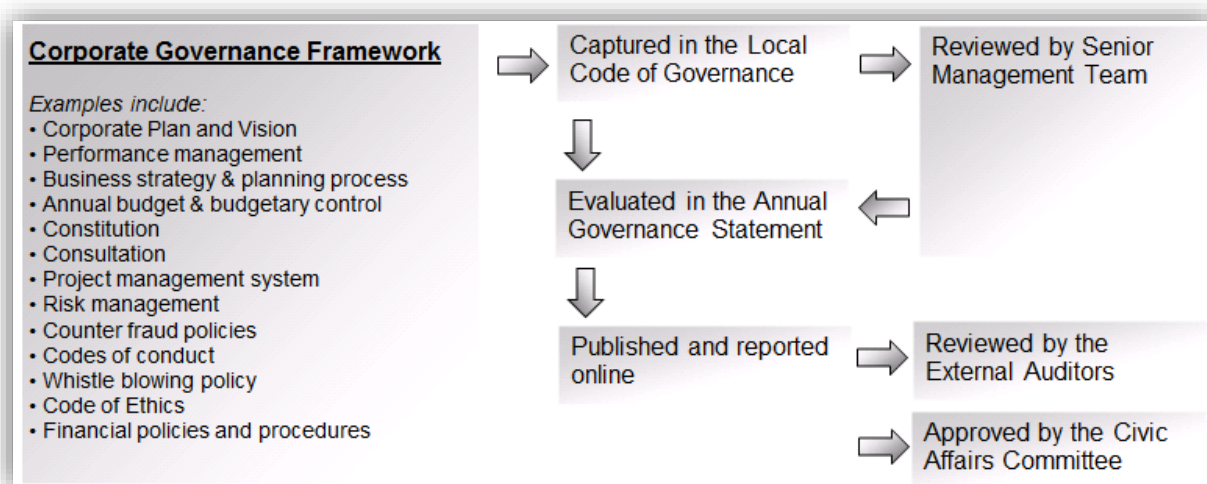 Corporate Governance Framework
Examples include:
• Corporate Plan and Vision
• Performance management
• Business strategy & planning process
• Annual budget & budgetary control
• Constitution
• Consultation
• Project management system
• Risk management
• Counter fraud policies
• Codes of conduct
• Whistle blowing policy
• Code of Ethics
• Financial policies and procedures
Captured in the Local
Code of Governance
Reviewed by Senior
Management Team
Evaluated in the Annual
Governance Statement
Published and reported
online
Reviewed by the
External Auditors
Approved by the Civic
Affairs Committee